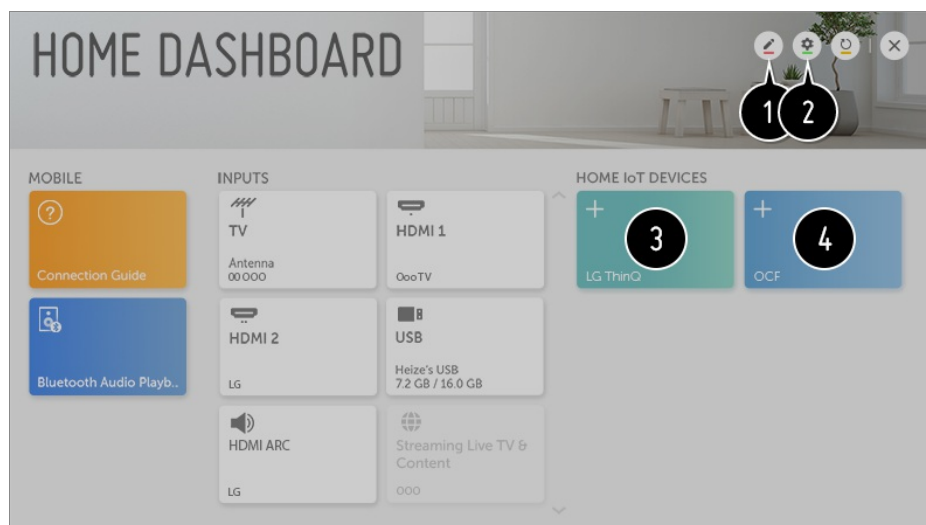 HOME DASHBOARD
1 2
MOBILE
Connection Guide
Bluetooth Audio Playb..
INPUTS
TV
Antenna
00 000
HDMI 1
OooTV
HDMI 2
LG
USB
Heize's USB
7.2 GB / 16.0 GB
HDMI ARC
LG
Streaming Live TV &
Content
000
HOME IoT DEVICES
3
LG ThinQ
4
OCF